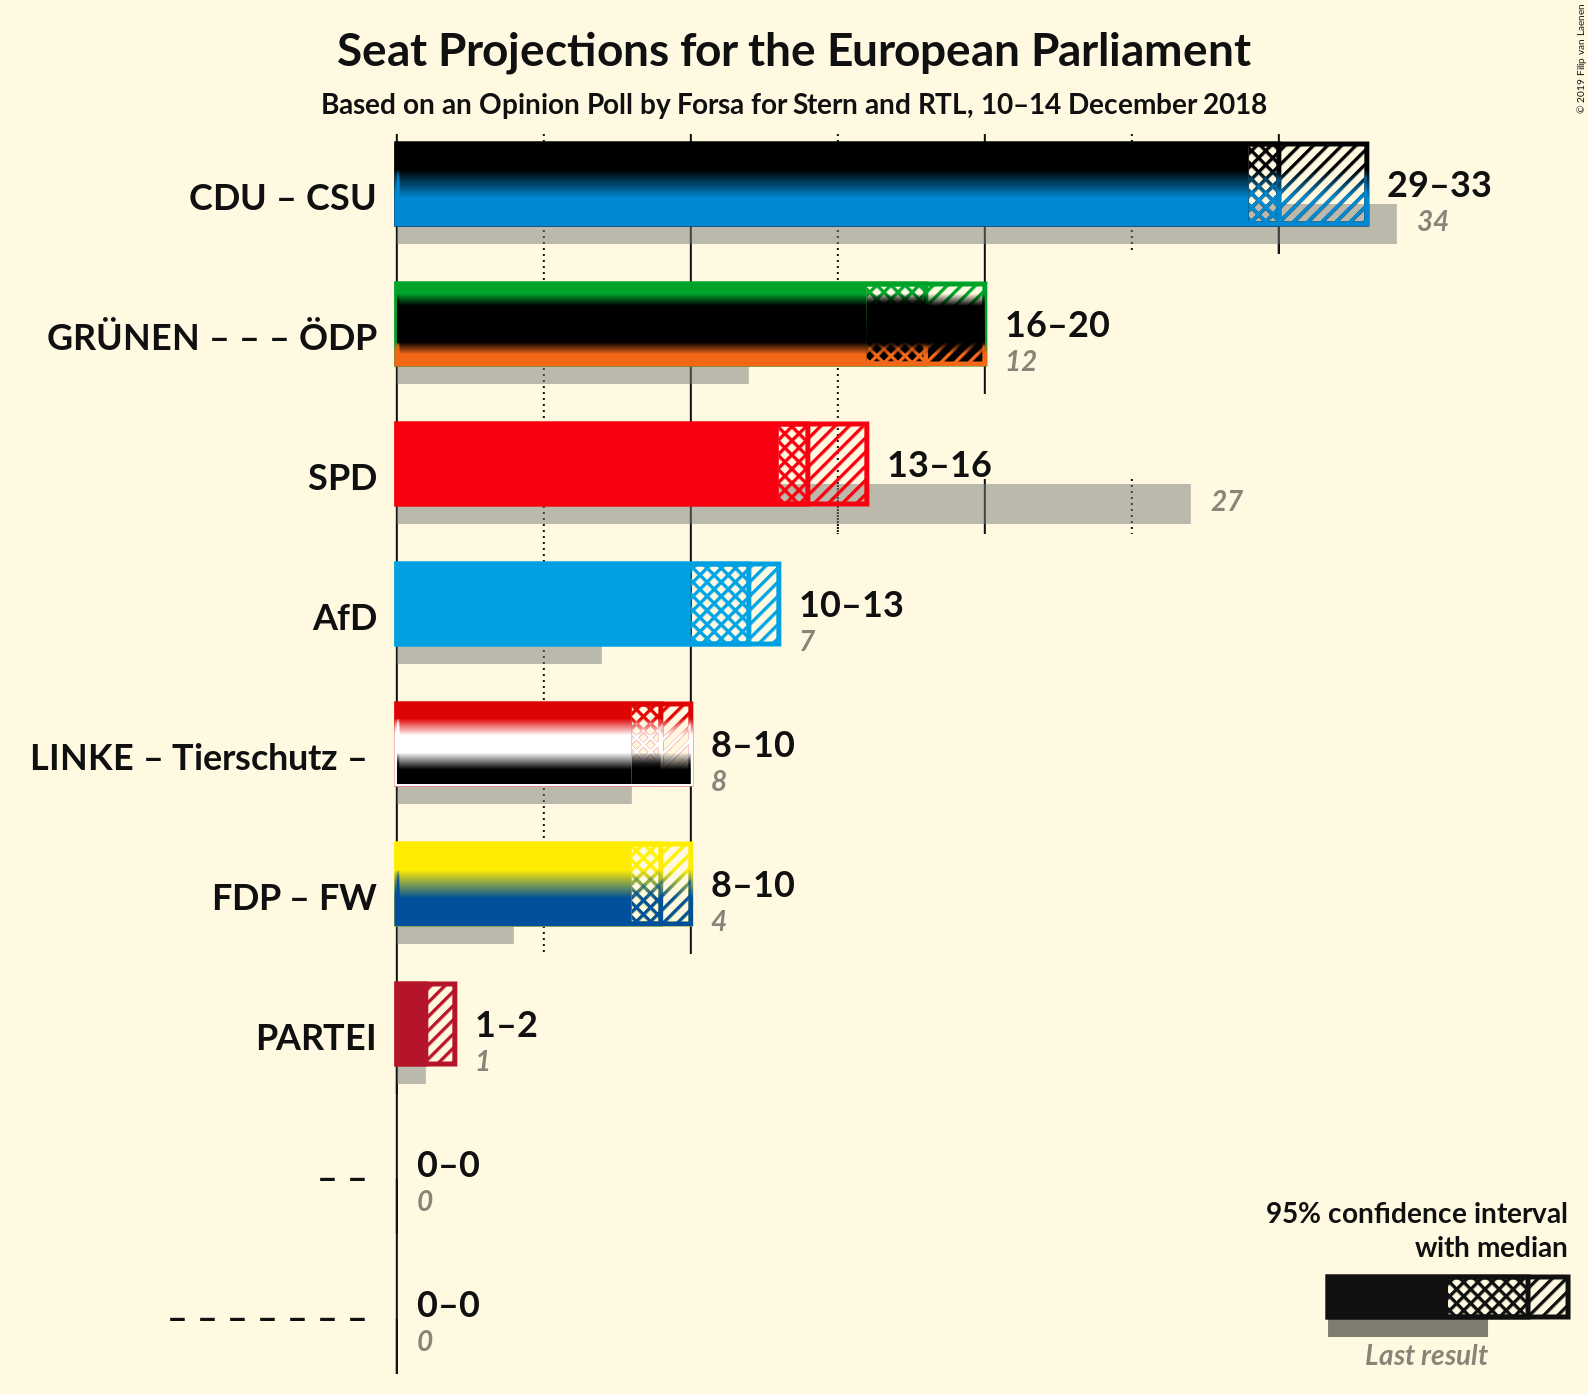 Seat Projections for the European Parliament
Based on an Opinion Poll by Forsa for Stern and RTL, 10–14 December 2018
© 2019 Filip van Laenen
CDU – CSU
29–33
34
GRÜNEN – – – ÖDP
16–20
12
SPD
13–16
27
AfD
10–13
7
LINKE – Tierschutz –
8–10
8
FDP – FW
8–10
4
PARTEI
1–2
1
– –
0–0
0
– – – – – – –
0–0
0
95% confidence interval
with median
Last result